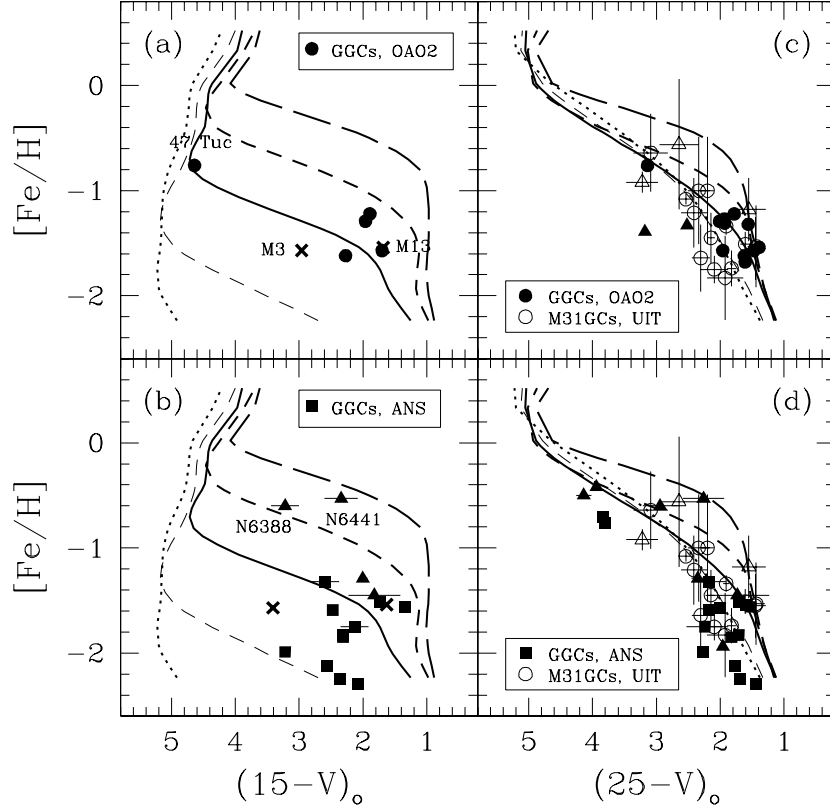 (a)
GGCs, OAO2
47 Tuc
M3
M13
0
−1
−2
[Fe/H]
(c)
GGCs, OAO2
M31GCs, UIT
(b)
GGCs, ANS
N6388
N6441
0
−1
−2
[Fe/H]
(d)
GGCs, ANS
M31GCs, UIT
5 4 3 2 1
5 4 3 2 1
(15−V)o
(25−V)o